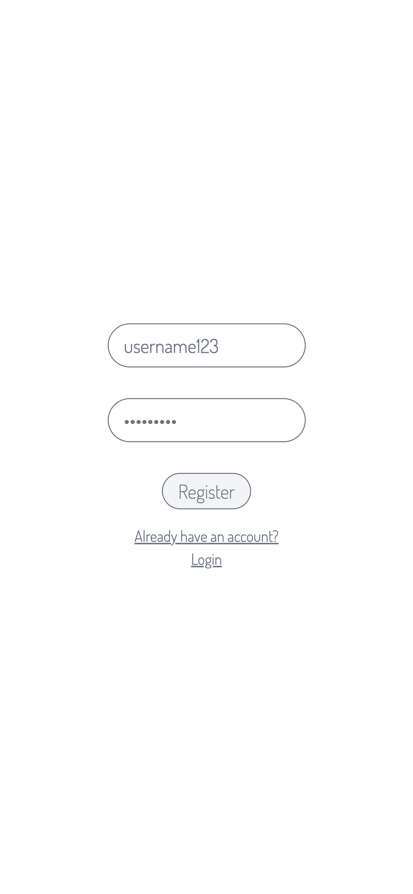 username123
•••••••••
Register
Already have an account?
Login